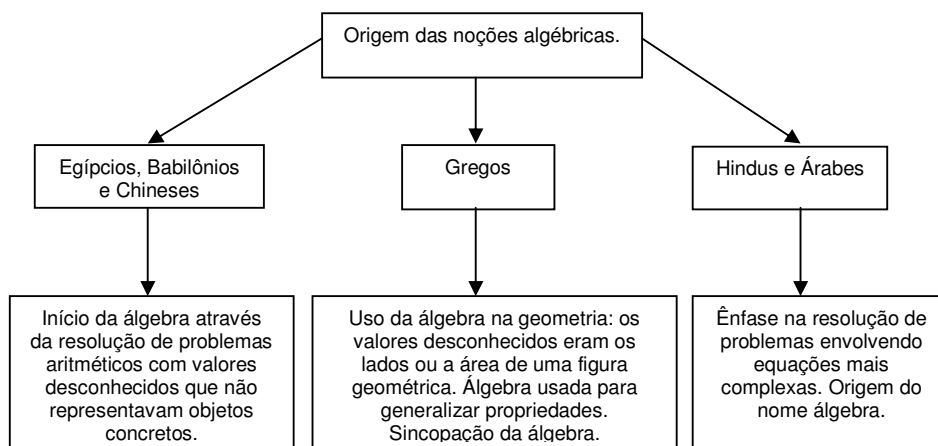 Origem das noções algébricas.
Egípcios, Babilônios
e Chineses
Gregos
Hindus e Árabes
Início da álgebra através
da resolução de problemas
aritméticos com valores
desconhecidos que não
representavam objetos
concretos.
Uso da álgebra na geometria: os
valores desconhecidos eram os
lados ou a área de uma figura
geométrica. Álgebra usada para
generalizar propriedades.
Sincopação da álgebra.
Ênfase na resolução de
problemas envolvendo
equações mais
complexas. Origem do
nome álgebra.